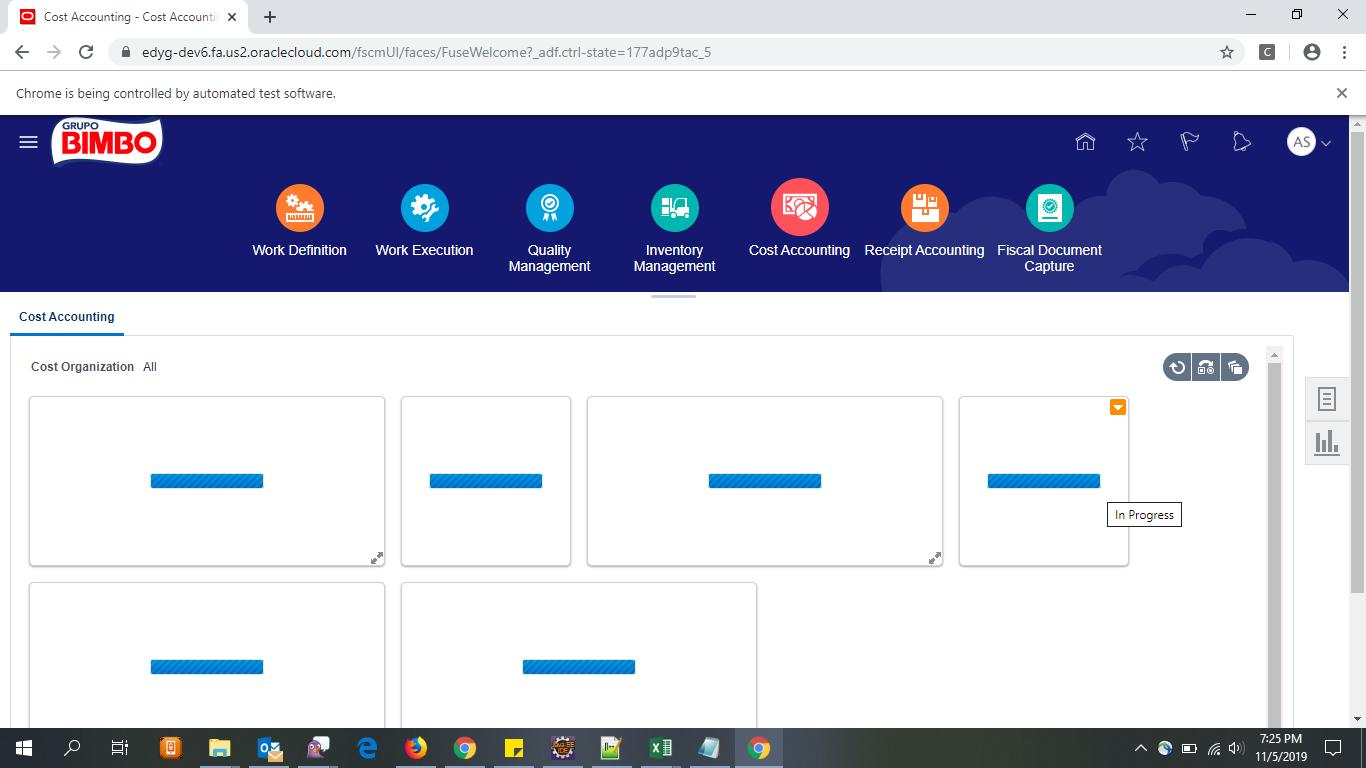 Cost Accounting - Cost Accounti
edyg-dev6.fa.us2.oraclecloud.com/fscmUI/faces/FuseWelcome?_adf.ctrl-state=177adp9tac_5
C
Chrome is being controlled by automated test software.
GRUPO
BIMBO
AS
Work Definition
Work Execution
Quality
Management
Inventory
Management
Cost Accounting
Receipt Accounting
Fiscal Document
Capture
Cost Accounting
Cost Organization All
In Progress
7:25 PM
11/5/2019